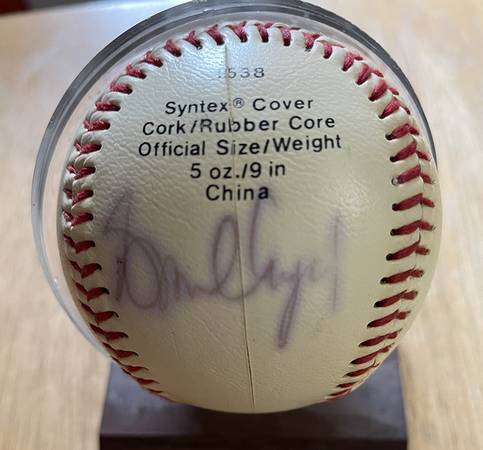 538
Syntex® Cover
Cork/Rubber Core
Official Size/Weight
5 oz./9 in
China